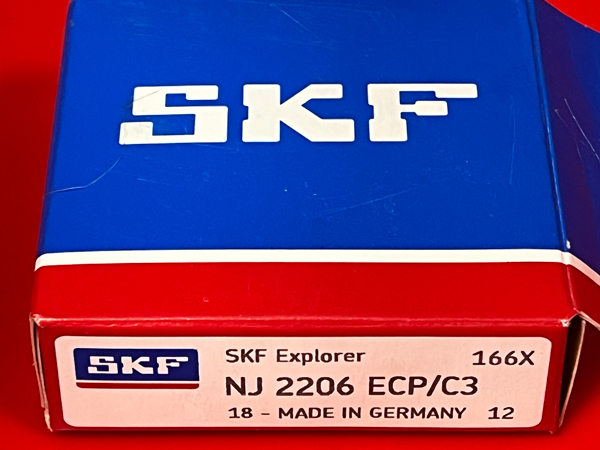 SKF
SKF
SKF Explorer 166X
NJ 2206 ECP/C3
18 - MADE IN GERMANY 12